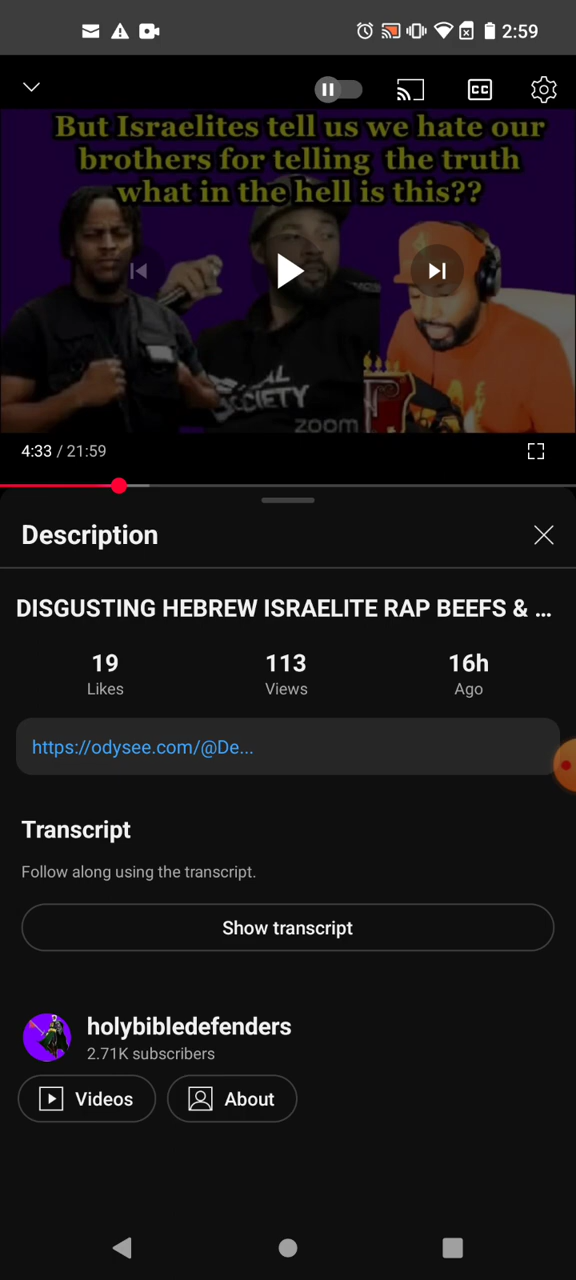 2:59
But Israelites tell us we hate our
brothers for telling the truth
what in the hell is this??
SOCIETY
zoom
4:33 / 21:59
Description
DISGUSTING HEBREW ISRAELITE RAP BEEFS & ...
19
Likes
113
Views
16h
Ago
https://odysee.com/@De...
Transcript
Follow along using the transcript.
Show transcript
holybibledefenders
2.71K subscribers
Videos
About